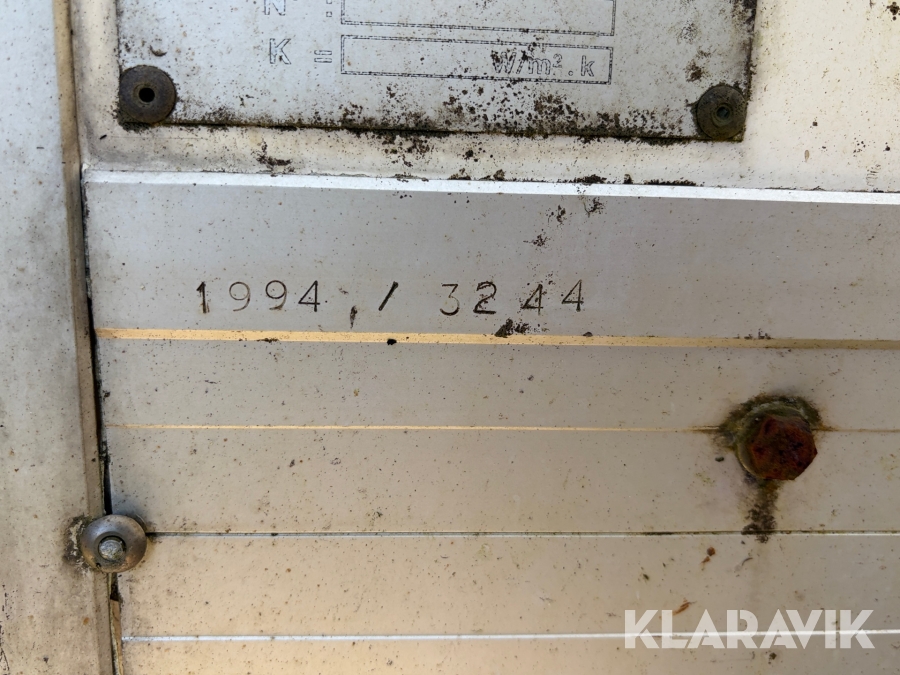 N :
K = W/m².k
1994 / 3244
KLARAVIK